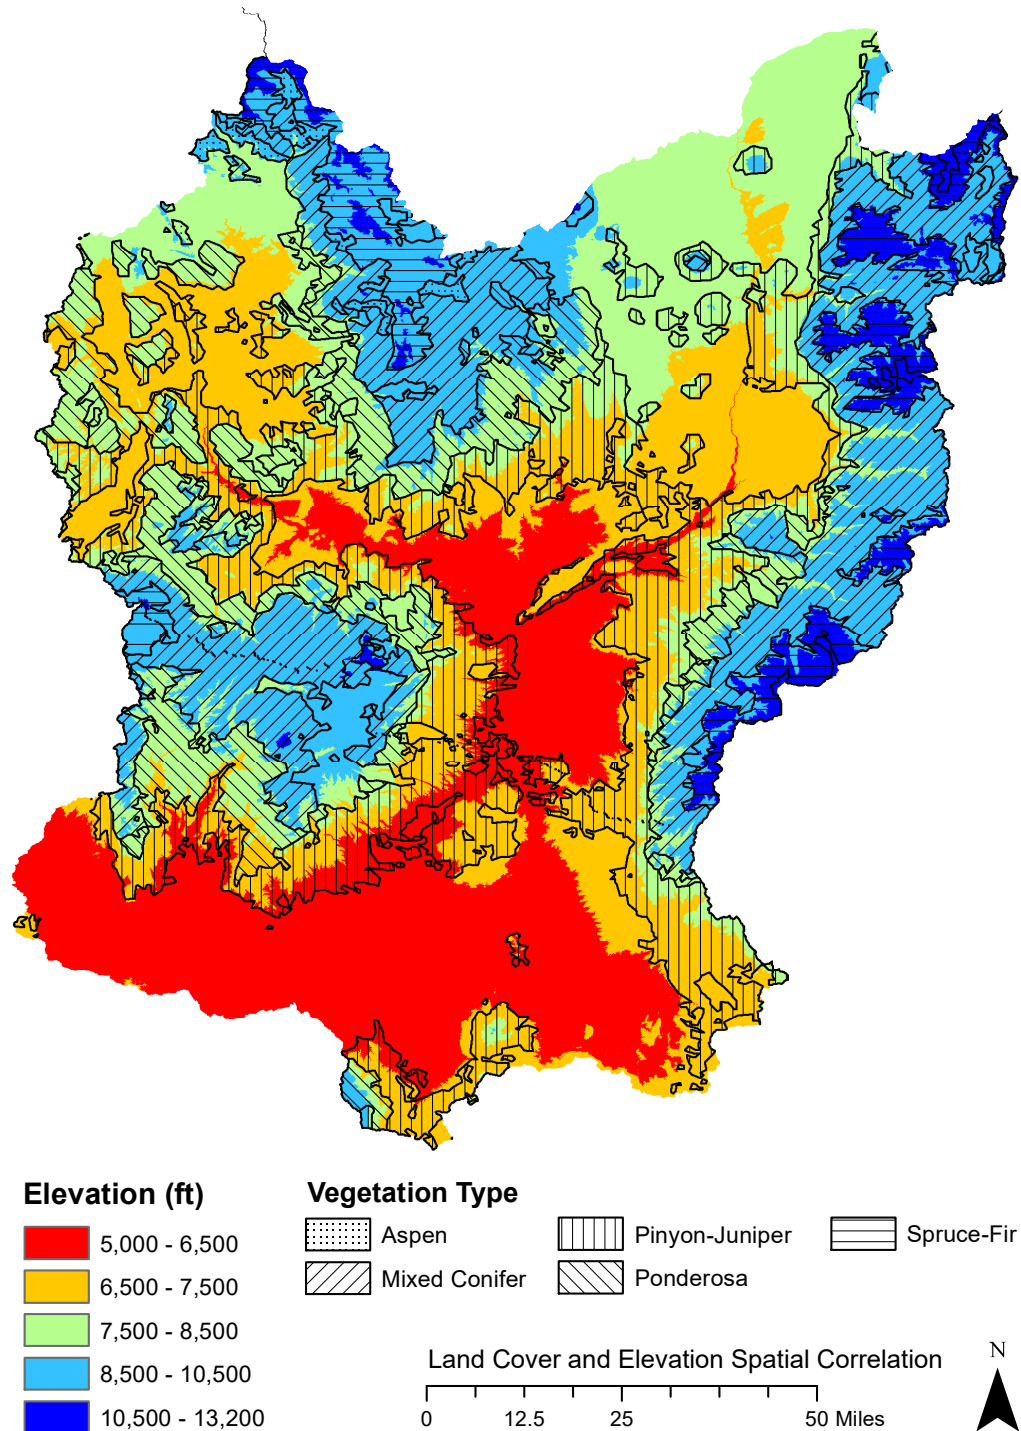 Elevation (ft)
5,000 - 6,500
6,500 - 7,500
7,500 - 8,500
8,500 - 10,500
10,500 - 13,200
Vegetation Type
Aspen
Pinyon-Juniper
Spruce-Fir
Mixed Conifer
Ponderosa
Land Cover and Elevation Spatial Correlation
0 12.5 25 50 Miles
N